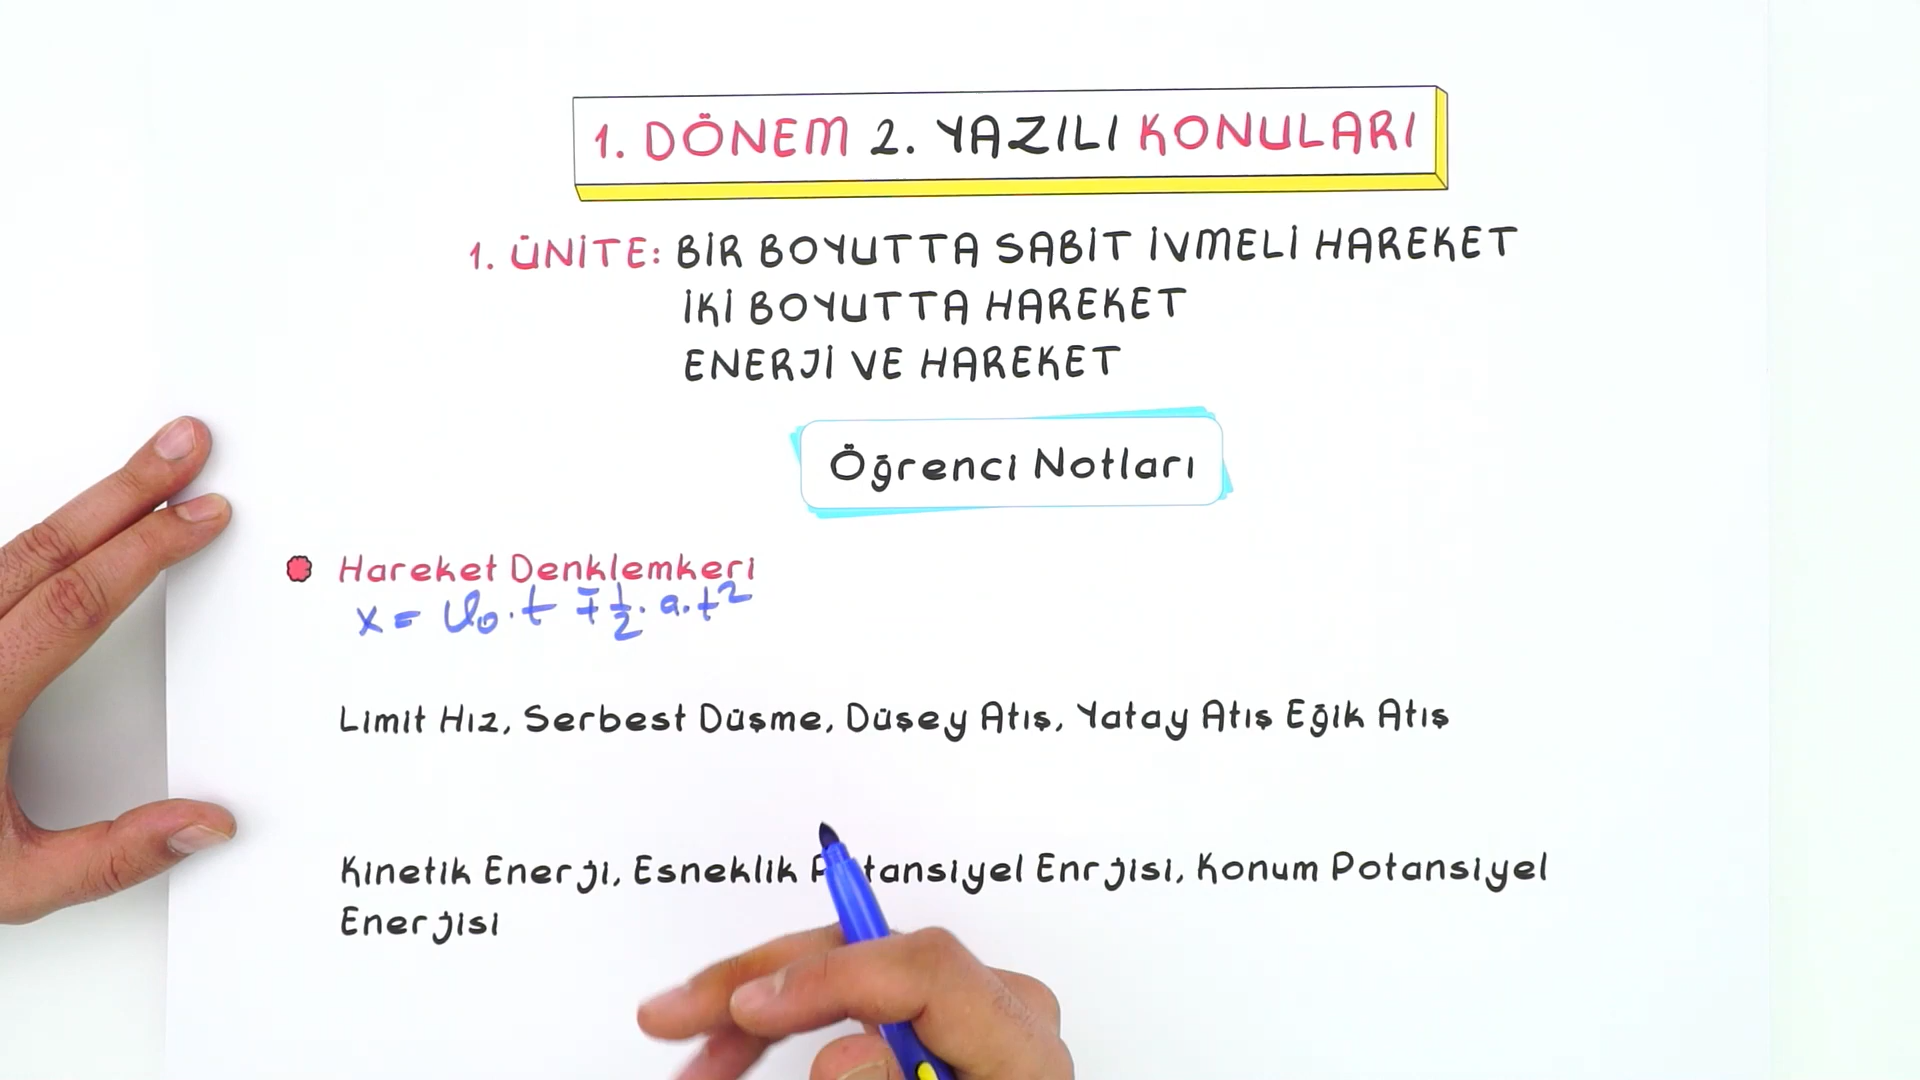 1. DÖNEM 2. YAZILI KONULARI
1. ÜNİTE: BİR BOYUTTA SABİT İVMELİ HAREKET
İKİ BOYUTTA HAREKET
ENERJİ VE HAREKET
Öğrenci Notları
Hareket Denklemkeri
x = υ₀.t ∓ 1/2 . a.t²
Limit Hız, Serbest Düşme, Düşey Atış, Yatay Atış Eğik Atış
Kinetik Enerji, Esneklik Enrjisi, Konum Potansiyel
Enerjisi